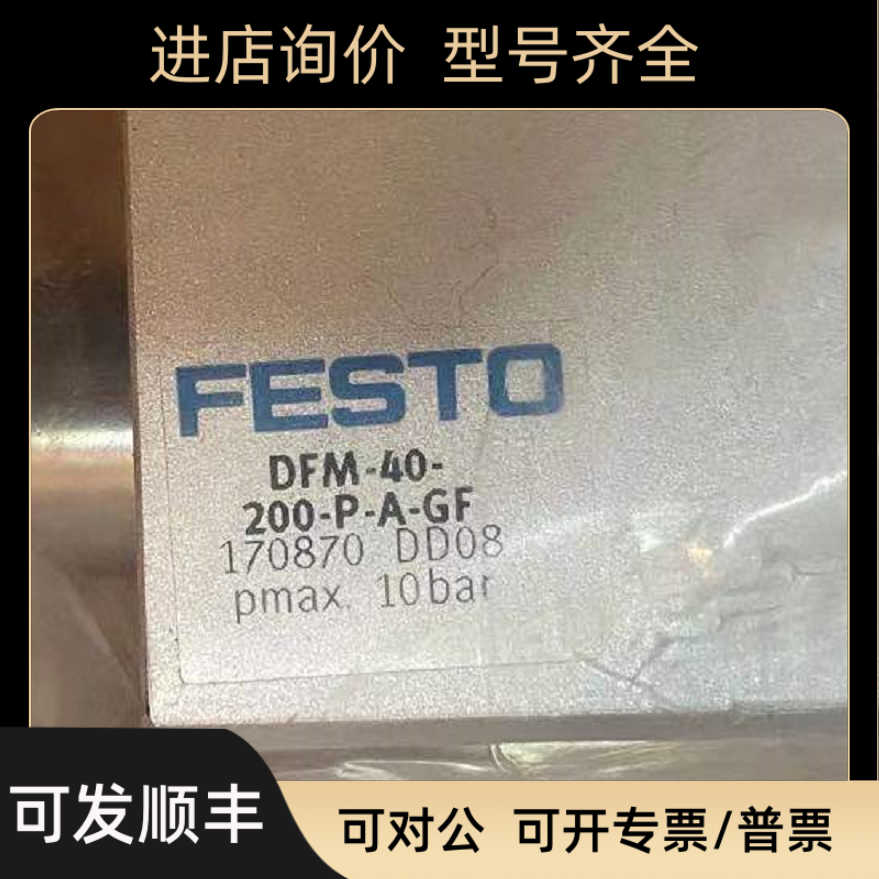 进店询价 型号齐全
FESTO
DFM-40-
200-P-A-GF
170870 DD08
pmax. 10bar
可发顺丰
可对公 可开专票/普票